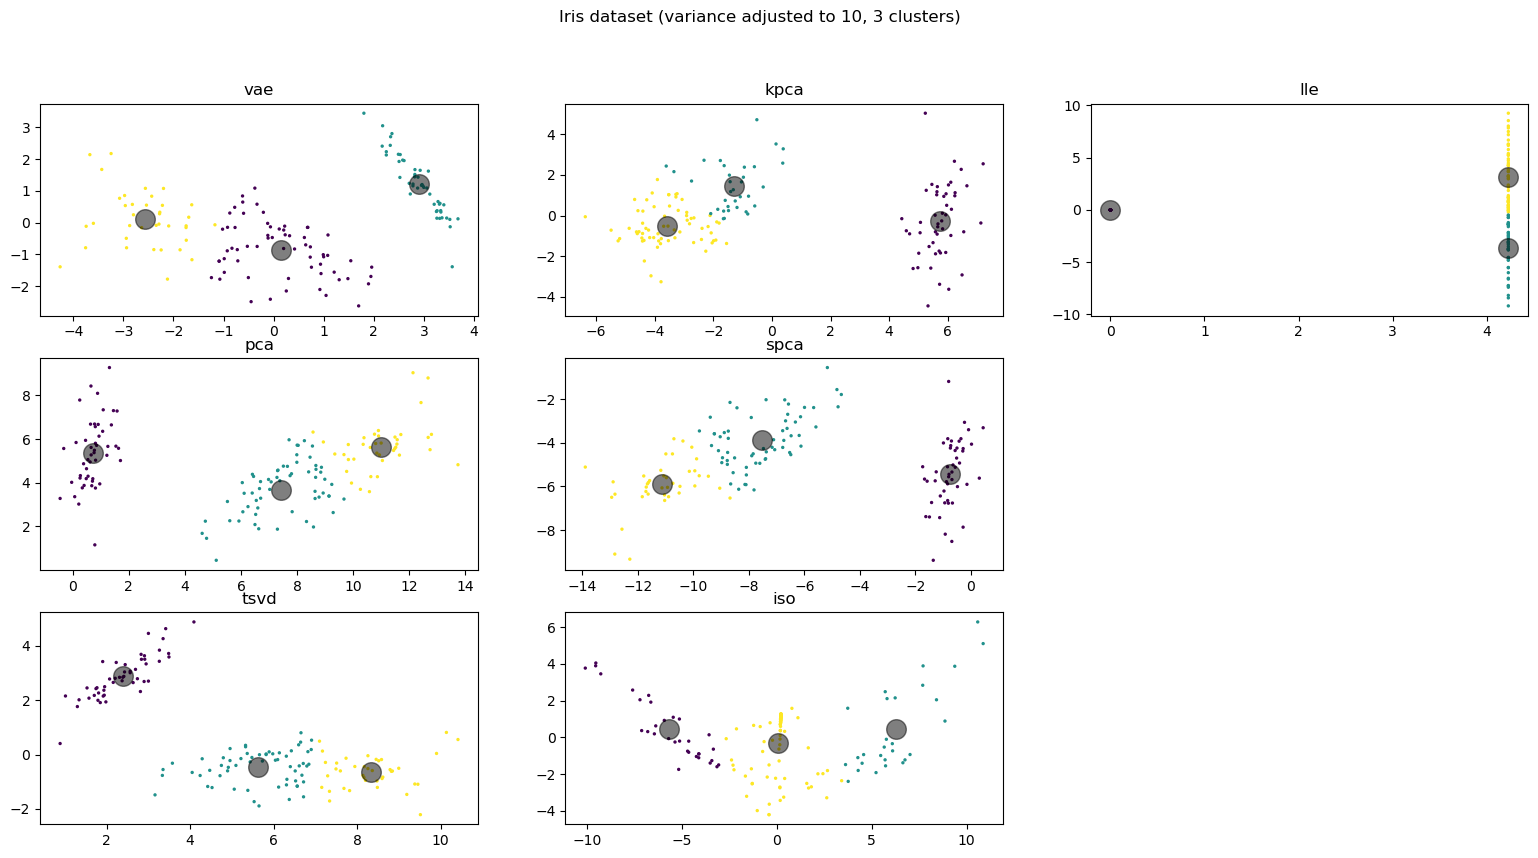 Iris dataset (variance adjusted to 10, 3 clusters)
vae
3
2
1
0
−1
−2
−4 −3 −2 −1 0 1 2 3 4
kpca
4
2
0
−2
−4
−6 −4 −2 0 2 4 6
lle
10
5
0
−5
−10
0 1 2 3 4
pca
8
6
4
2
0 2 4 6 8 10 12 14
spca
−2
−4
−6
−8
−14 −12 −10 −8 −6 −4 −2 0
tsvd
4
2
0
−2
2 4 6 8 10
iso
6
4
2
0
−2
−4
−10 −5 0 5 10